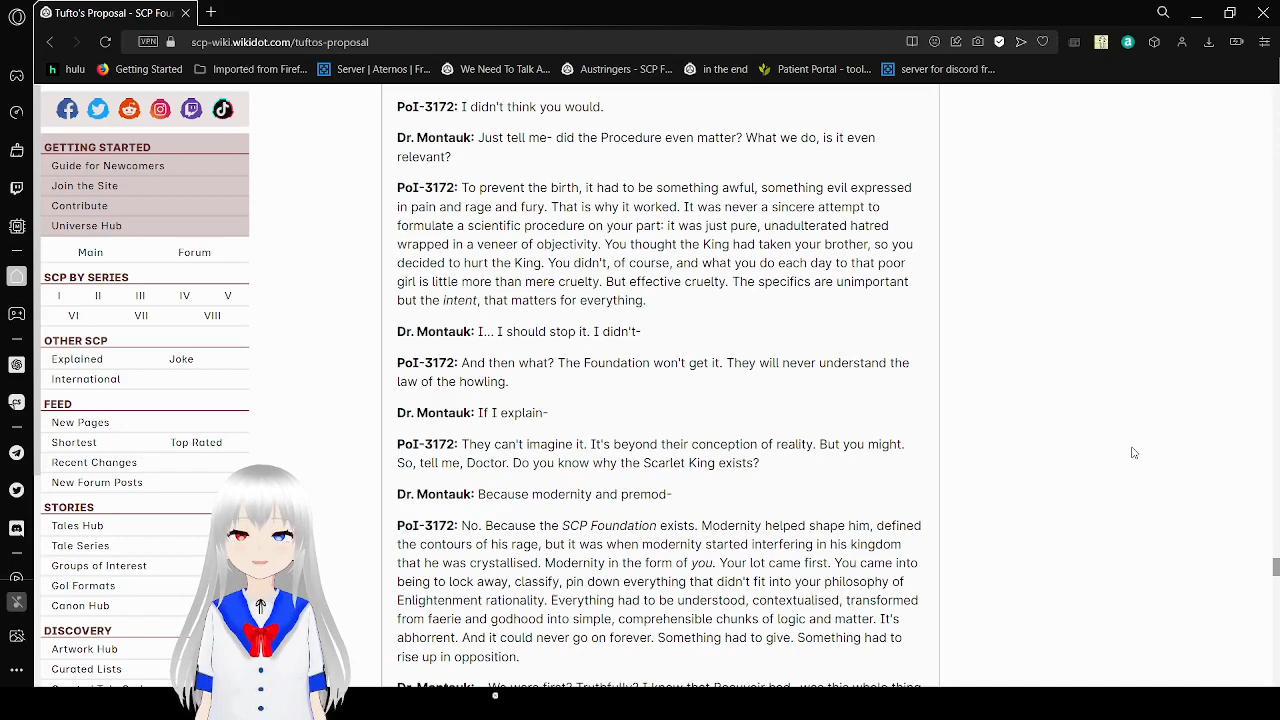 Tufto's Proposal - SCP Four
VPN
scp-wiki.wikidot.com/tuftos-proposal
hulu
Getting Started
Imported from Firef...
Server | Aternos | Fr...
We Need To Talk A...
Austringers - SCP F...
in the end
Patient Portal - tool...
server for discord fr...
GETTING STARTED
Guide for Newcomers
Join the Site
Contribute
Universe Hub
Main Forum
SCP BY SERIES
I II III IV V
VI VII VIII
OTHER SCP
Explained Joke
International
FEED
New Pages
Shortest Top Rated
Recent Changes
New Forum Posts
STORIES
Tales Hub
Tale Series
Groups of Interest
GoI Formats
Canon Hub
DISCOVERY
Artwork Hub
Curated Lists
PoI-3172: I didn't think you would.
Dr. Montauk: Just tell me- did the Procedure even matter? What we do, is it even
relevant?
PoI-3172: To prevent the birth, it had to be something awful, something evil expressed
in pain and rage and fury. That is why it worked. It was never a sincere attempt to
formulate a scientific procedure on your part: it was just pure, unadulterated hatred
wrapped in a veneer of objectivity. You thought the King had taken your brother, so you
decided to hurt the King. You didn't, of course, and what you do each day to that poor
girl is little more than mere cruelty. But effective cruelty. The specifics are unimportant
but the intent, that matters for everything.
Dr. Montauk: I... I should stop it. I didn't-
PoI-3172: And then what? The Foundation won't get it. They will never understand the
law of the howling.
Dr. Montauk: If I explain-
PoI-3172: They can't imagine it. It's beyond their conception of reality. But you might.
So, tell me, Doctor. Do you know why the Scarlet King exists?
Dr. Montauk: Because modernity and premod-
PoI-3172: No. Because the SCP Foundation exists. Modernity helped shape him, defined
the contours of his rage, but it was when modernity started interfering in his kingdom
that he was crystallised. Modernity in the form of you. Your lot came first. You came into
being to lock away, classify, pin down everything that didn't fit into your philosophy of
Enlightenment rationality. Everything had to be understood, contextualised, transformed
from faerie and godhood into simple, comprehensible chunks of logic and matter. It's
abhorrent. And it could never go on forever. Something had to give. Something had to
rise up in opposition.